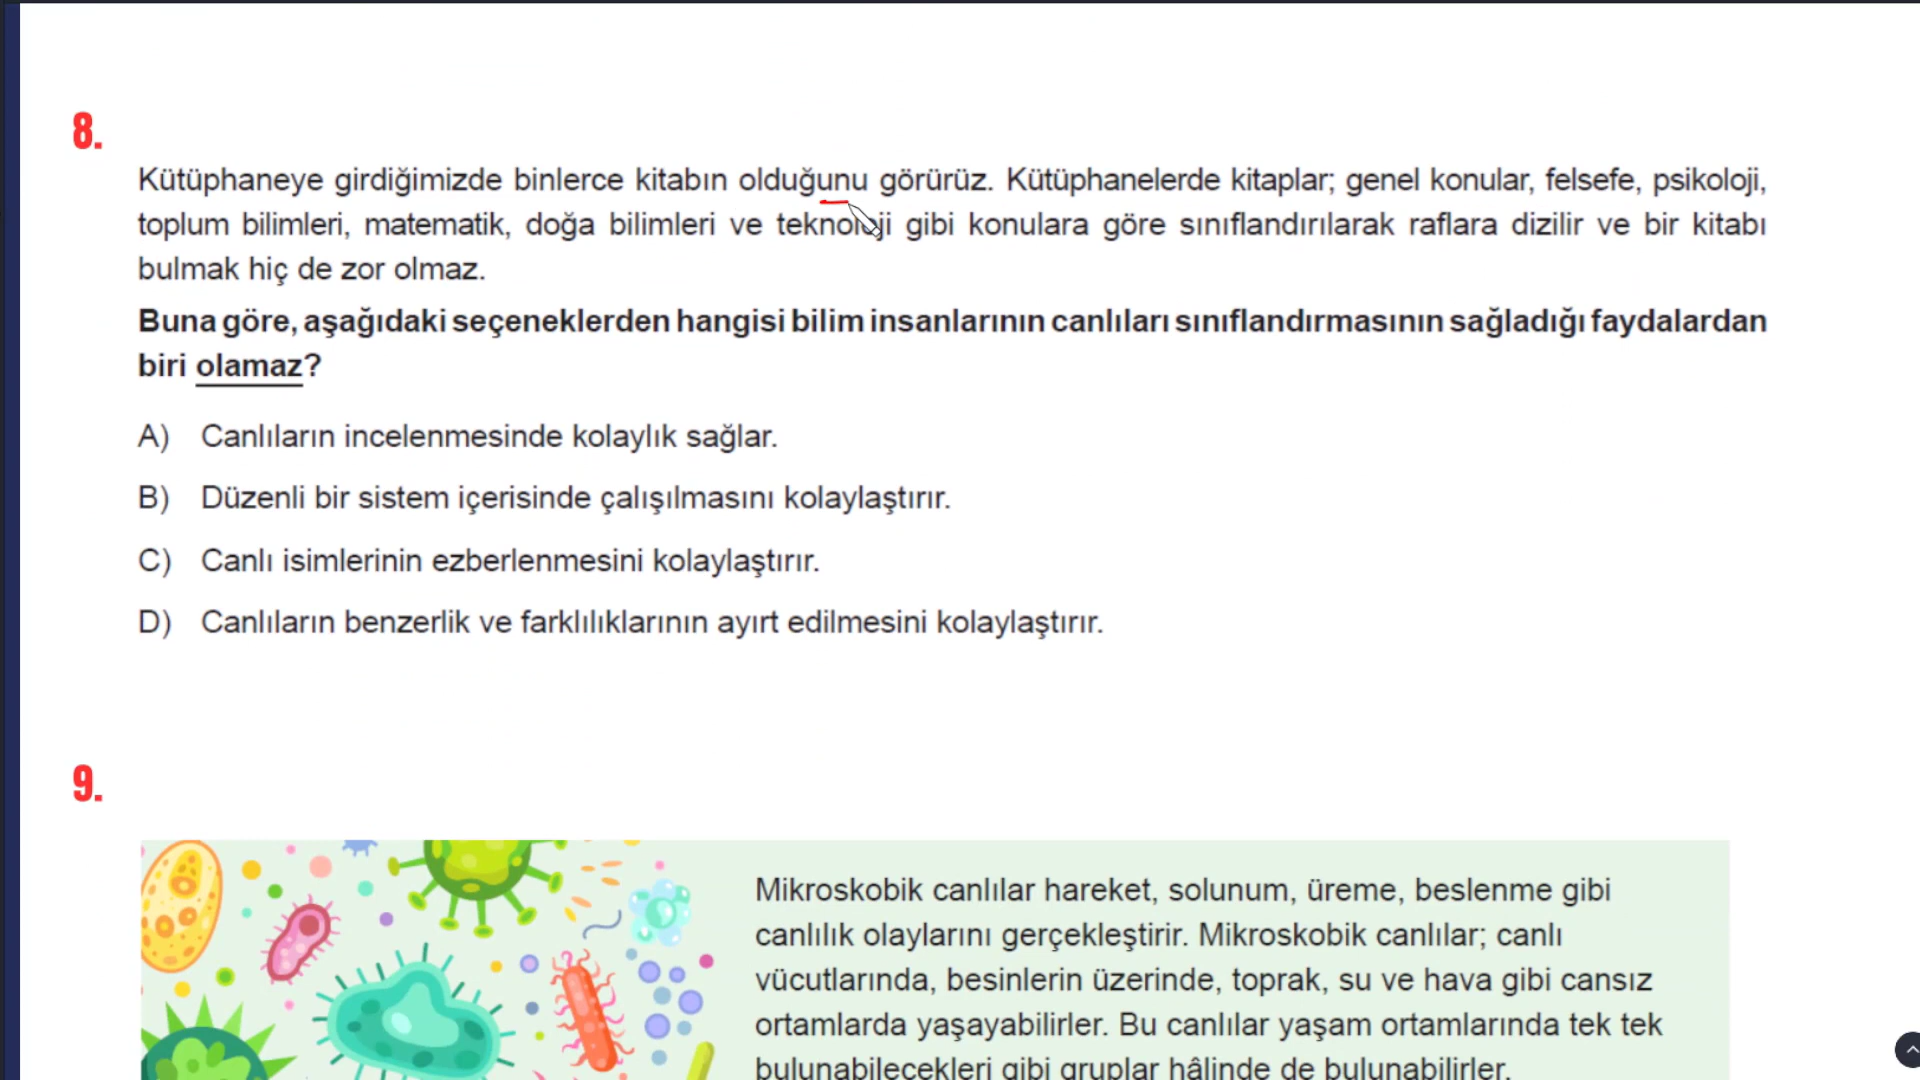 8.
Kütüphaneye girdiğimizde binlerce kitabın olduğunu görürüz. Kütüphanelerde kitaplar; genel konular, felsefe, psikoloji,
toplum bilimleri, matematik, doğa bilimleri ve teknoloji gibi konulara göre sınıflandırılarak raflara dizilir ve bir kitabı
bulmak hiç de zor olmaz.
Buna göre, aşağıdaki seçeneklerden hangisi bilim insanlarının canlıları sınıflandırmasının sağladığı faydalardan
biri olamaz?
A) Canlıların incelenmesinde kolaylık sağlar.
B) Düzenli bir sistem içerisinde çalışılmasını kolaylaştırır.
C) Canlı isimlerinin ezberlenmesini kolaylaştırır.
D) Canlıların benzerlik ve farklılıklarının ayırt edilmesini kolaylaştırır.
9.
Mikroskobik canlılar hareket, solunum, üreme, beslenme gibi
canlılık olaylarını gerçekleştirir. Mikroskobik canlılar; canlı
vücutlarında, besinlerin üzerinde, toprak, su ve hava gibi cansız
ortamlarda yaşayabilirler. Bu canlılar yaşam ortamlarında tek tek
bulunabilecekleri gibi gruplar hâlinde de bulunabilirler.